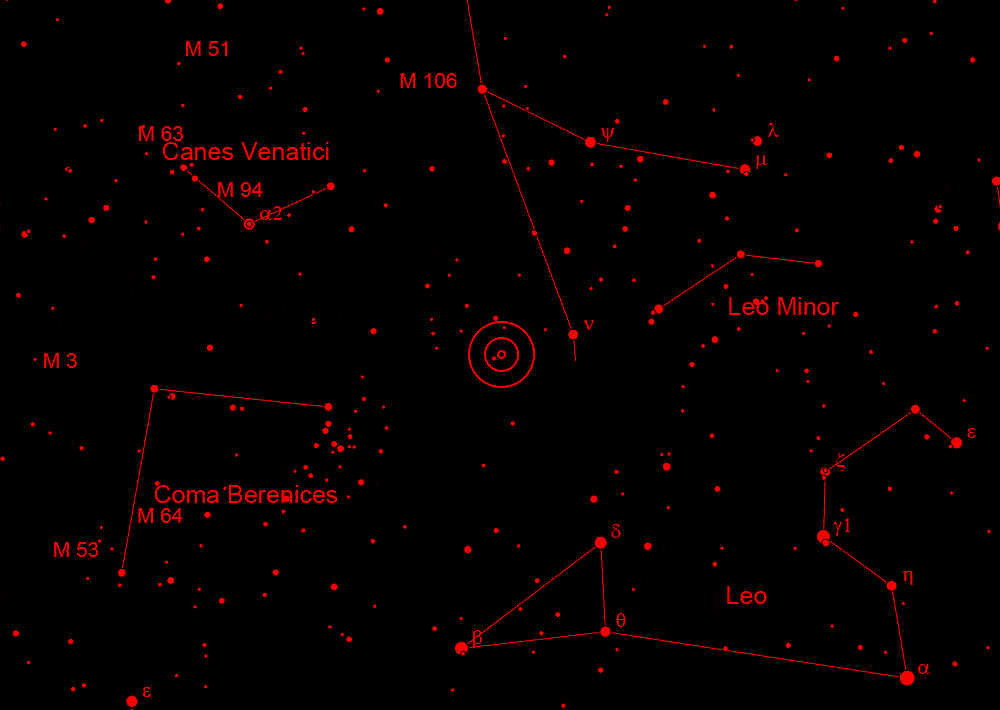 M 51
M 106
λ
ψ
M 63
Canes Venatici
μ
M 94
α2
Leo Minor
ν
M 3
ε
ζ
Coma Berenices
M 64
γ1
δ
M 53
η
Leo
θ
β
α
ε